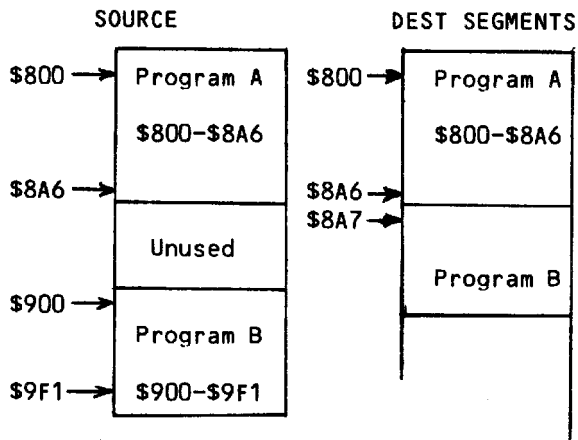 SOURCE
$800
Program A
$800-$8A6
$8A6
Unused
$900
Program B
$9F1
$900-$9F1
DEST SEGMENTS
$800
Program A
$800-$8A6
$8A6
$8A7
Program B